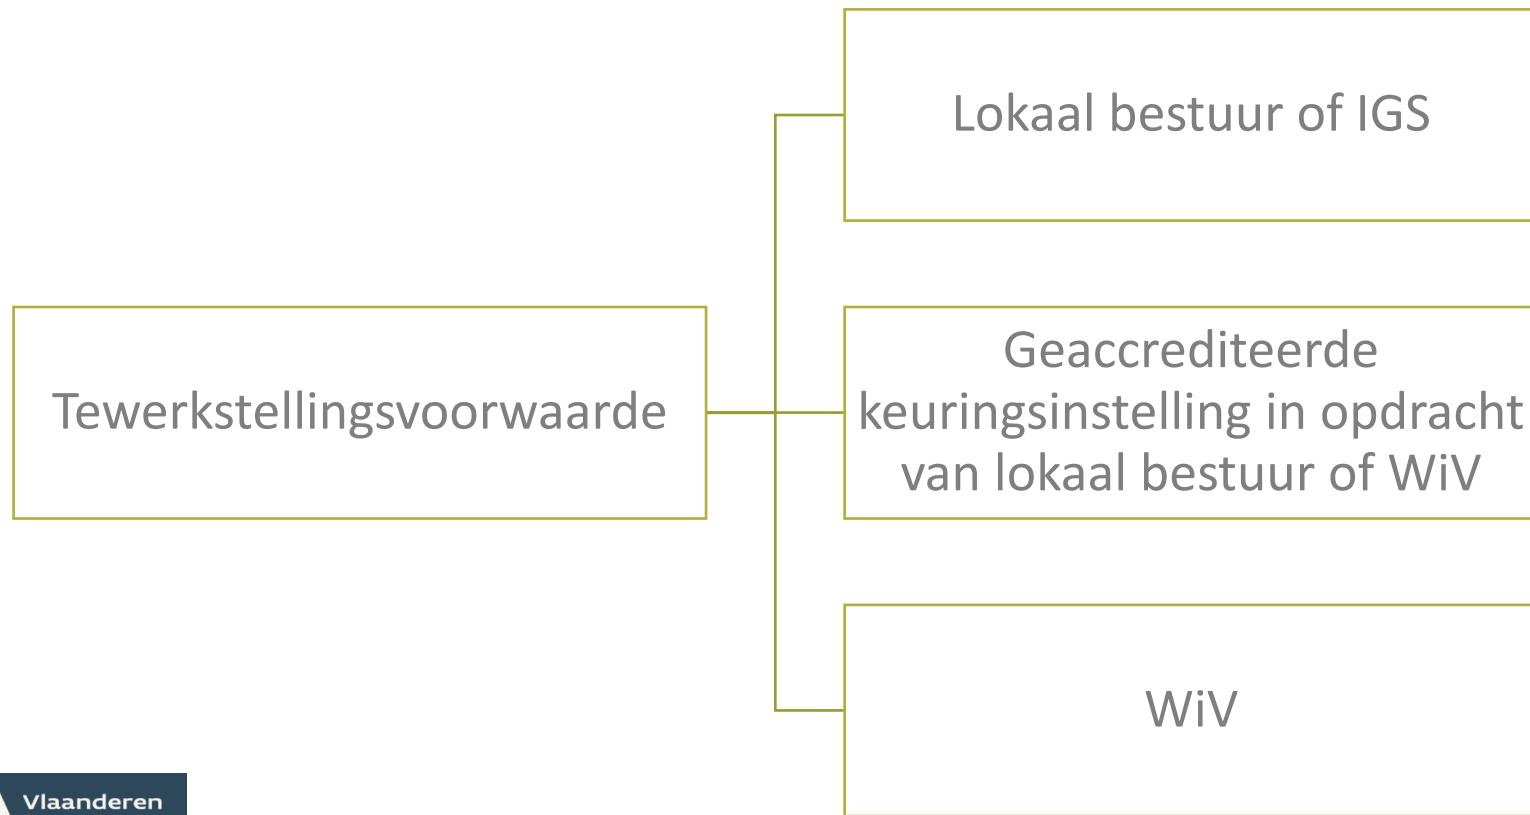 Lokaal bestuur of IGS
Tewerkstellingsvoorwaarde
Geaccrediteerde
keuringsinstelling in opdracht
van lokaal bestuur of WiV
WiV
Vlaanderen